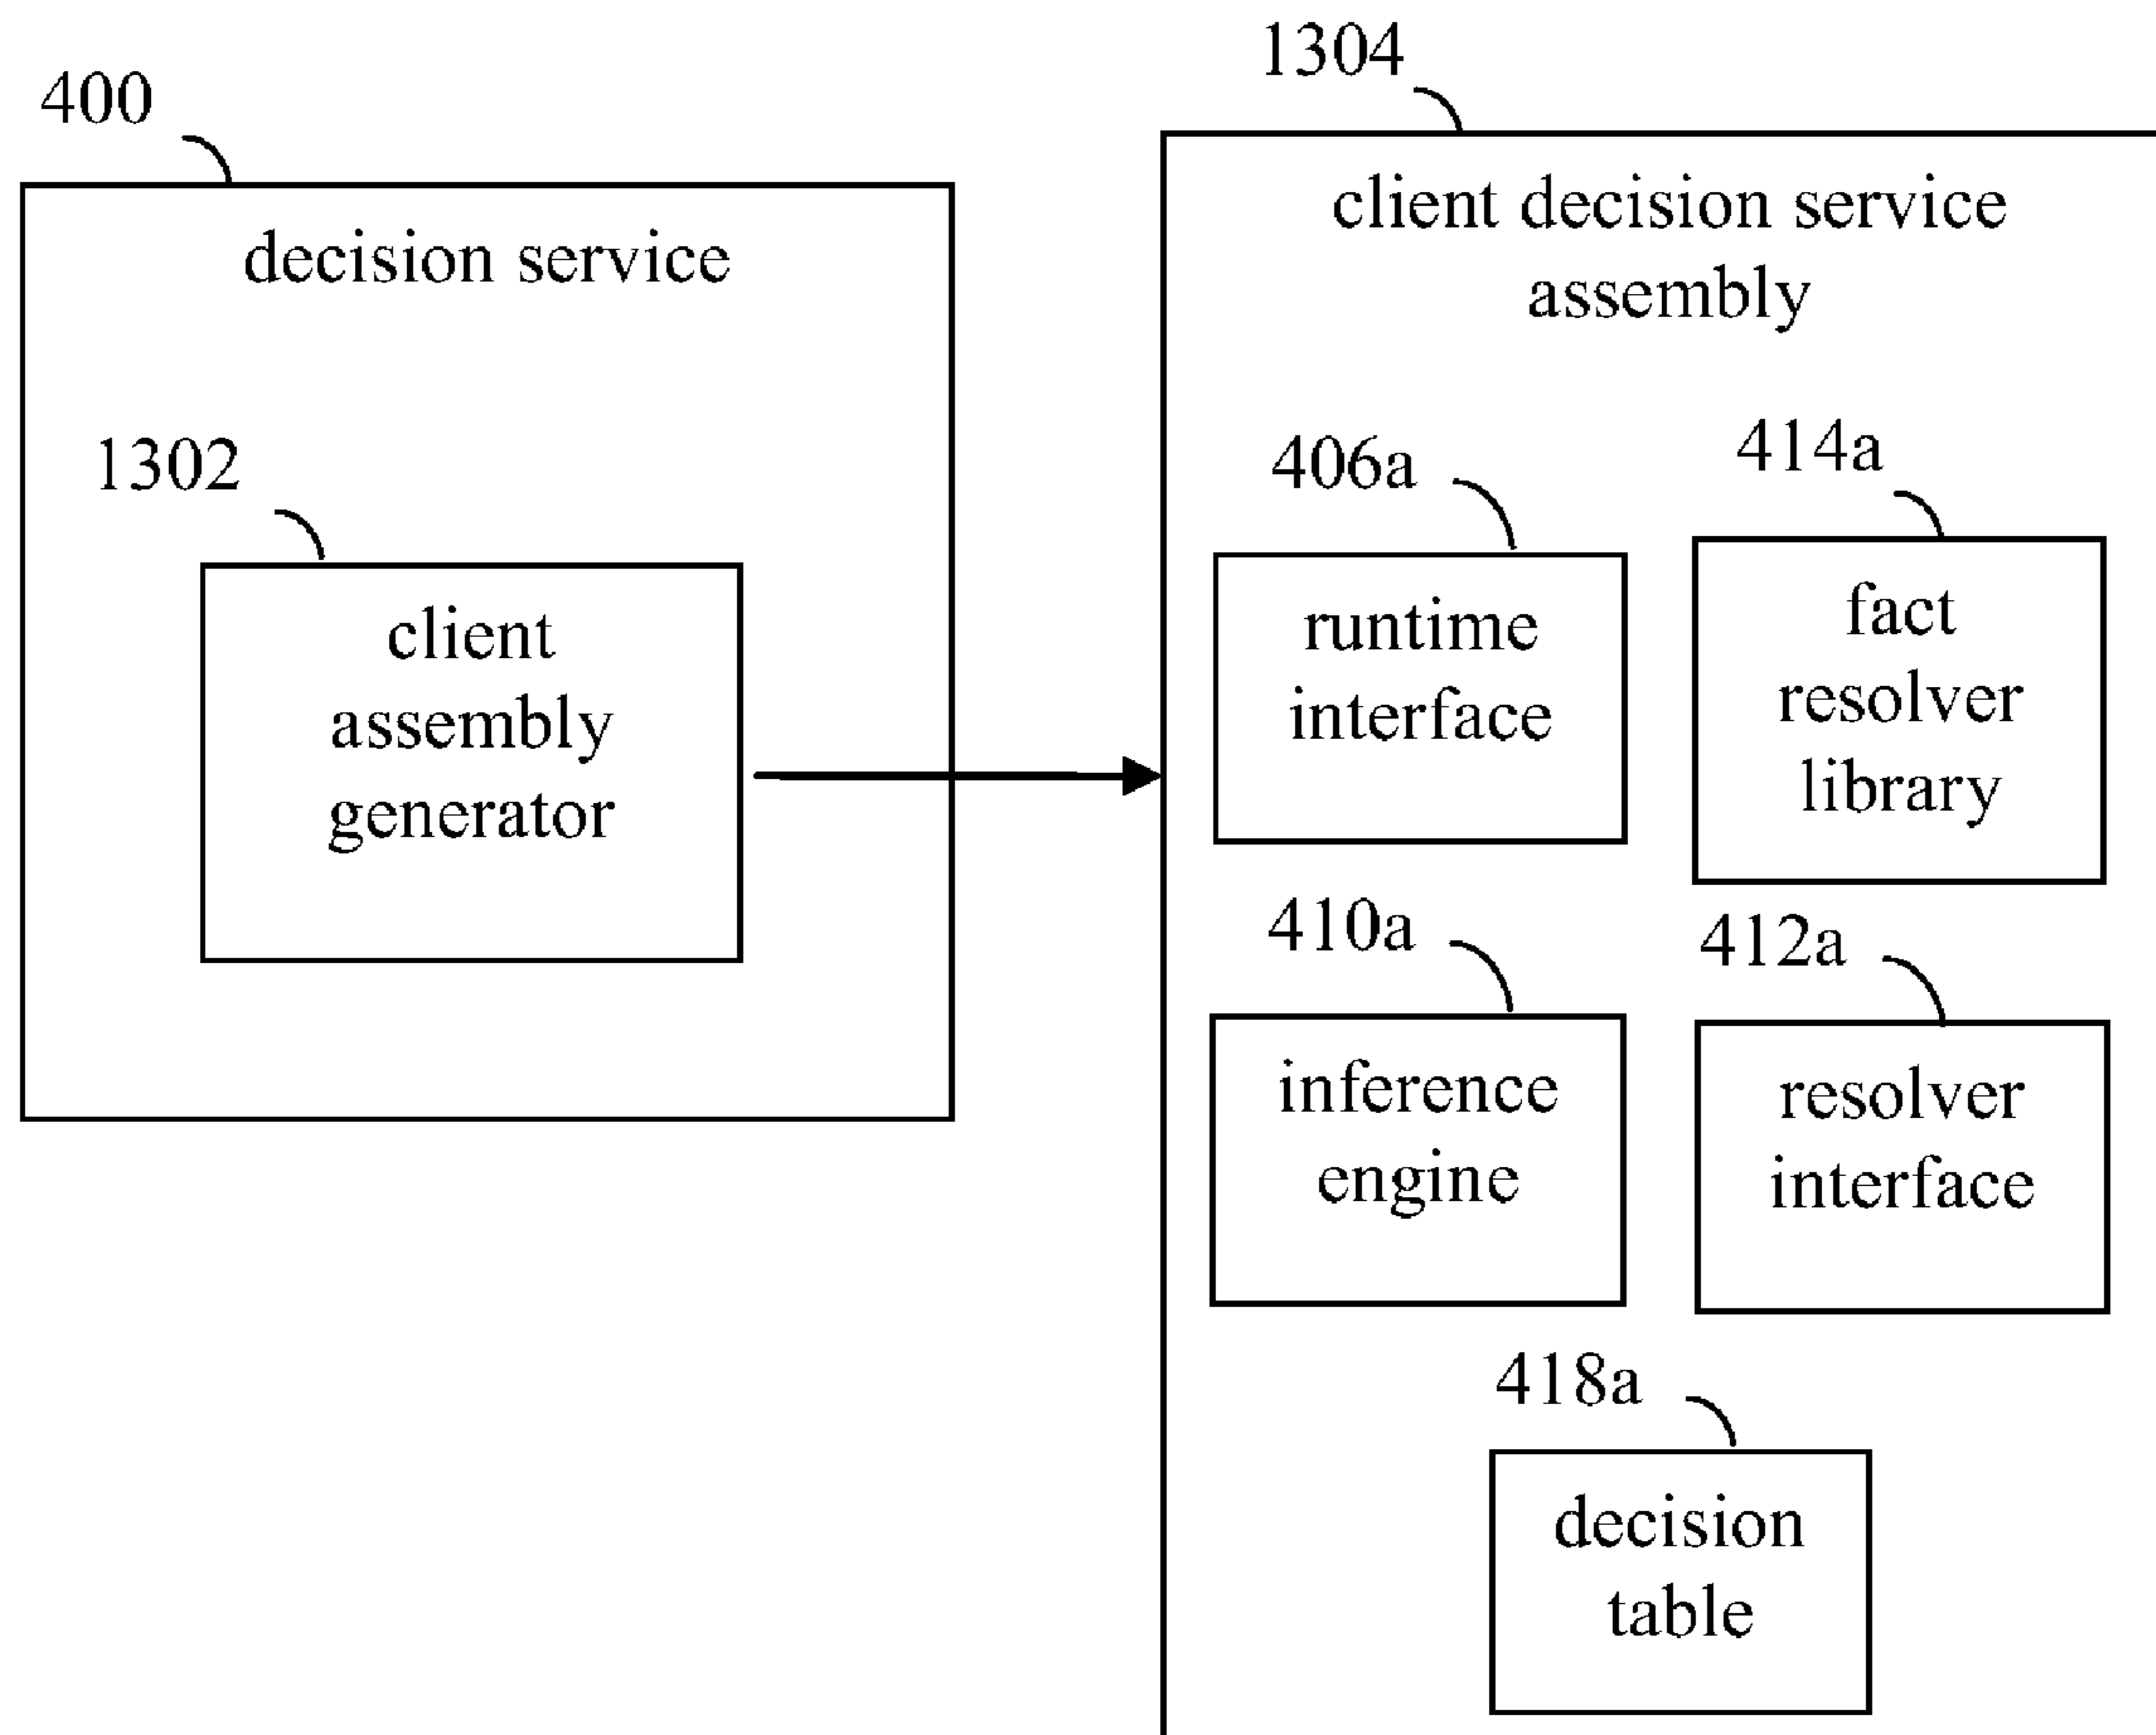 400
decision service
1302
client
assembly
generator
1304
client decision service
assembly
406a
runtime
interface
414a
fact
resolver
library
410a
inference
engine
412a
resolver
interface
418a
decision
table